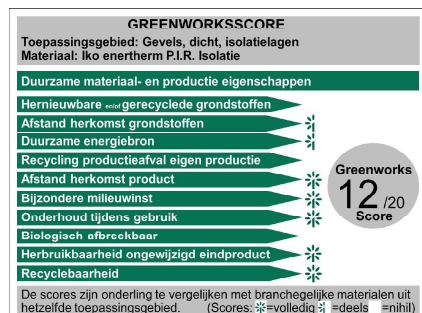 GREENWORKSSCORE
Toepassingsgebied: Gevels, dicht, isolatielagen
Materiaal: Iko enertherm P.I.R. Isolatie
Duurzame materiaal- en productie eigenschappen
Hernieuwbare en/of gerecyclede grondstoffen
Afstand herkomst grondstoffen
Duurzame energiebron
Recycling productieafval eigen productie
Afstand herkomst product
Bijzondere milieuwinst
Onderhoud tijdens gebruik
Biologisch afbreekbaar
Herbruikbaarheid ongewijzigd eindproduct
Recyclebaarheid
Greenworks
12 /20
Score
De scores zijn onderling te vergelijken met branchegelijke materialen uit
hetzelfde toepassingsgebied. (Scores: =volledig =deels =nihil)